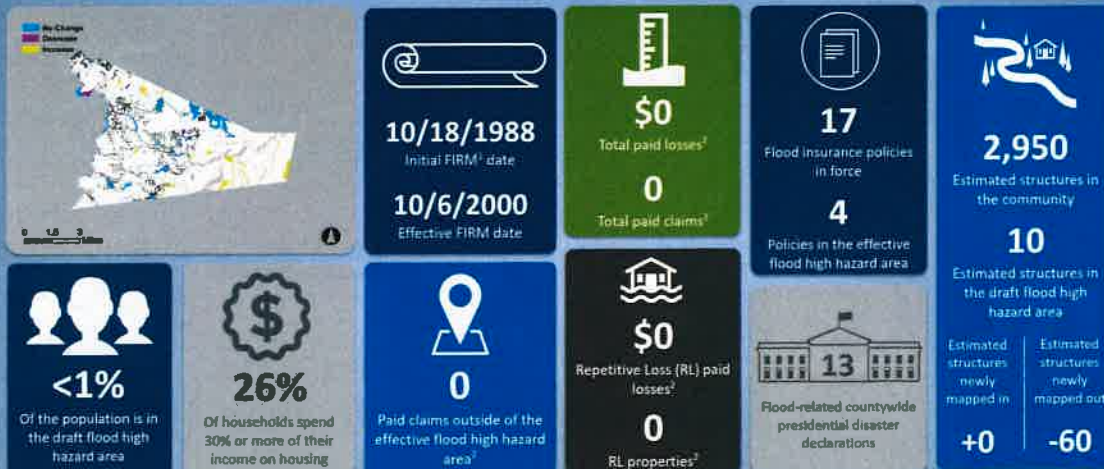 No Change
Decrease
Increase
0 1.5 3
Miles
10/18/1988
Initial FIRM¹ date
10/6/2000
Effective FIRM date
$0
Total paid losses²
0
Total paid claims²
17
Flood insurance policies
in force
4
Policies in the effective
flood high hazard area
2,950
Estimated structures in
the community
10
Estimated structures in
the draft flood high
hazard area
Estimated
structures
newly
mapped in
+0
Estimated
structures
newly
mapped out
-60
<1%
Of the population is in
the draft flood high
hazard area
$
26%
Of households spend
30% or more of their
income on housing
0
Paid claims outside of the
effective flood high hazard
area²
$0
Repetitive Loss (RL) paid
losses²
0
RL properties²
13
Flood-related countywide
presidential disaster
declarations